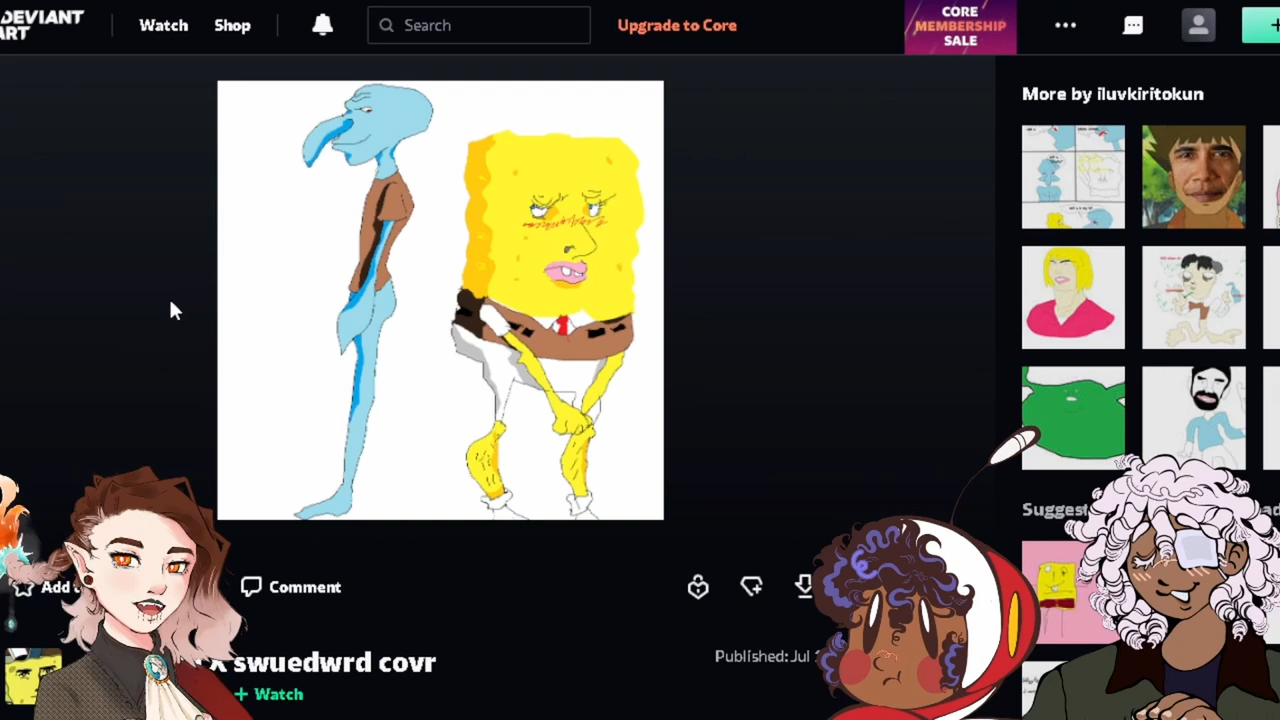 DEVIANT
ART
Watch
Shop
Search
Upgrade to Core
CORE
MEMBERSHIP
SALE
More by iluvkiritokun
Comment
X swuedwrd covr
+ Watch
Published: Jul
Suggest